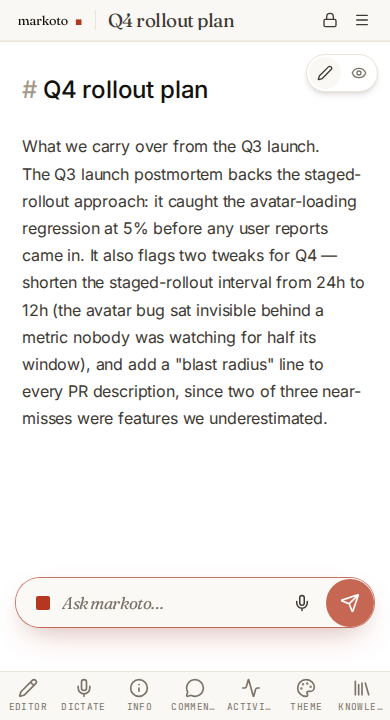 markoto
Q4 rollout plan
# Q4 rollout plan
What we carry over from the Q3 launch.
The Q3 launch postmortem backs the staged-
rollout approach: it caught the avatar-loading
regression at 5% before any user reports
came in. It also flags two tweaks for Q4 —
shorten the staged-rollout interval from 24h to
12h (the avatar bug sat invisible behind a
metric nobody was watching for half its
window), and add a "blast radius" line to
every PR description, since two of three near-
misses were features we underestimated.
Ask markoto...
EDITOR DICTATE INFO COMMEN… ACTIVI… THEME KNOWLE…